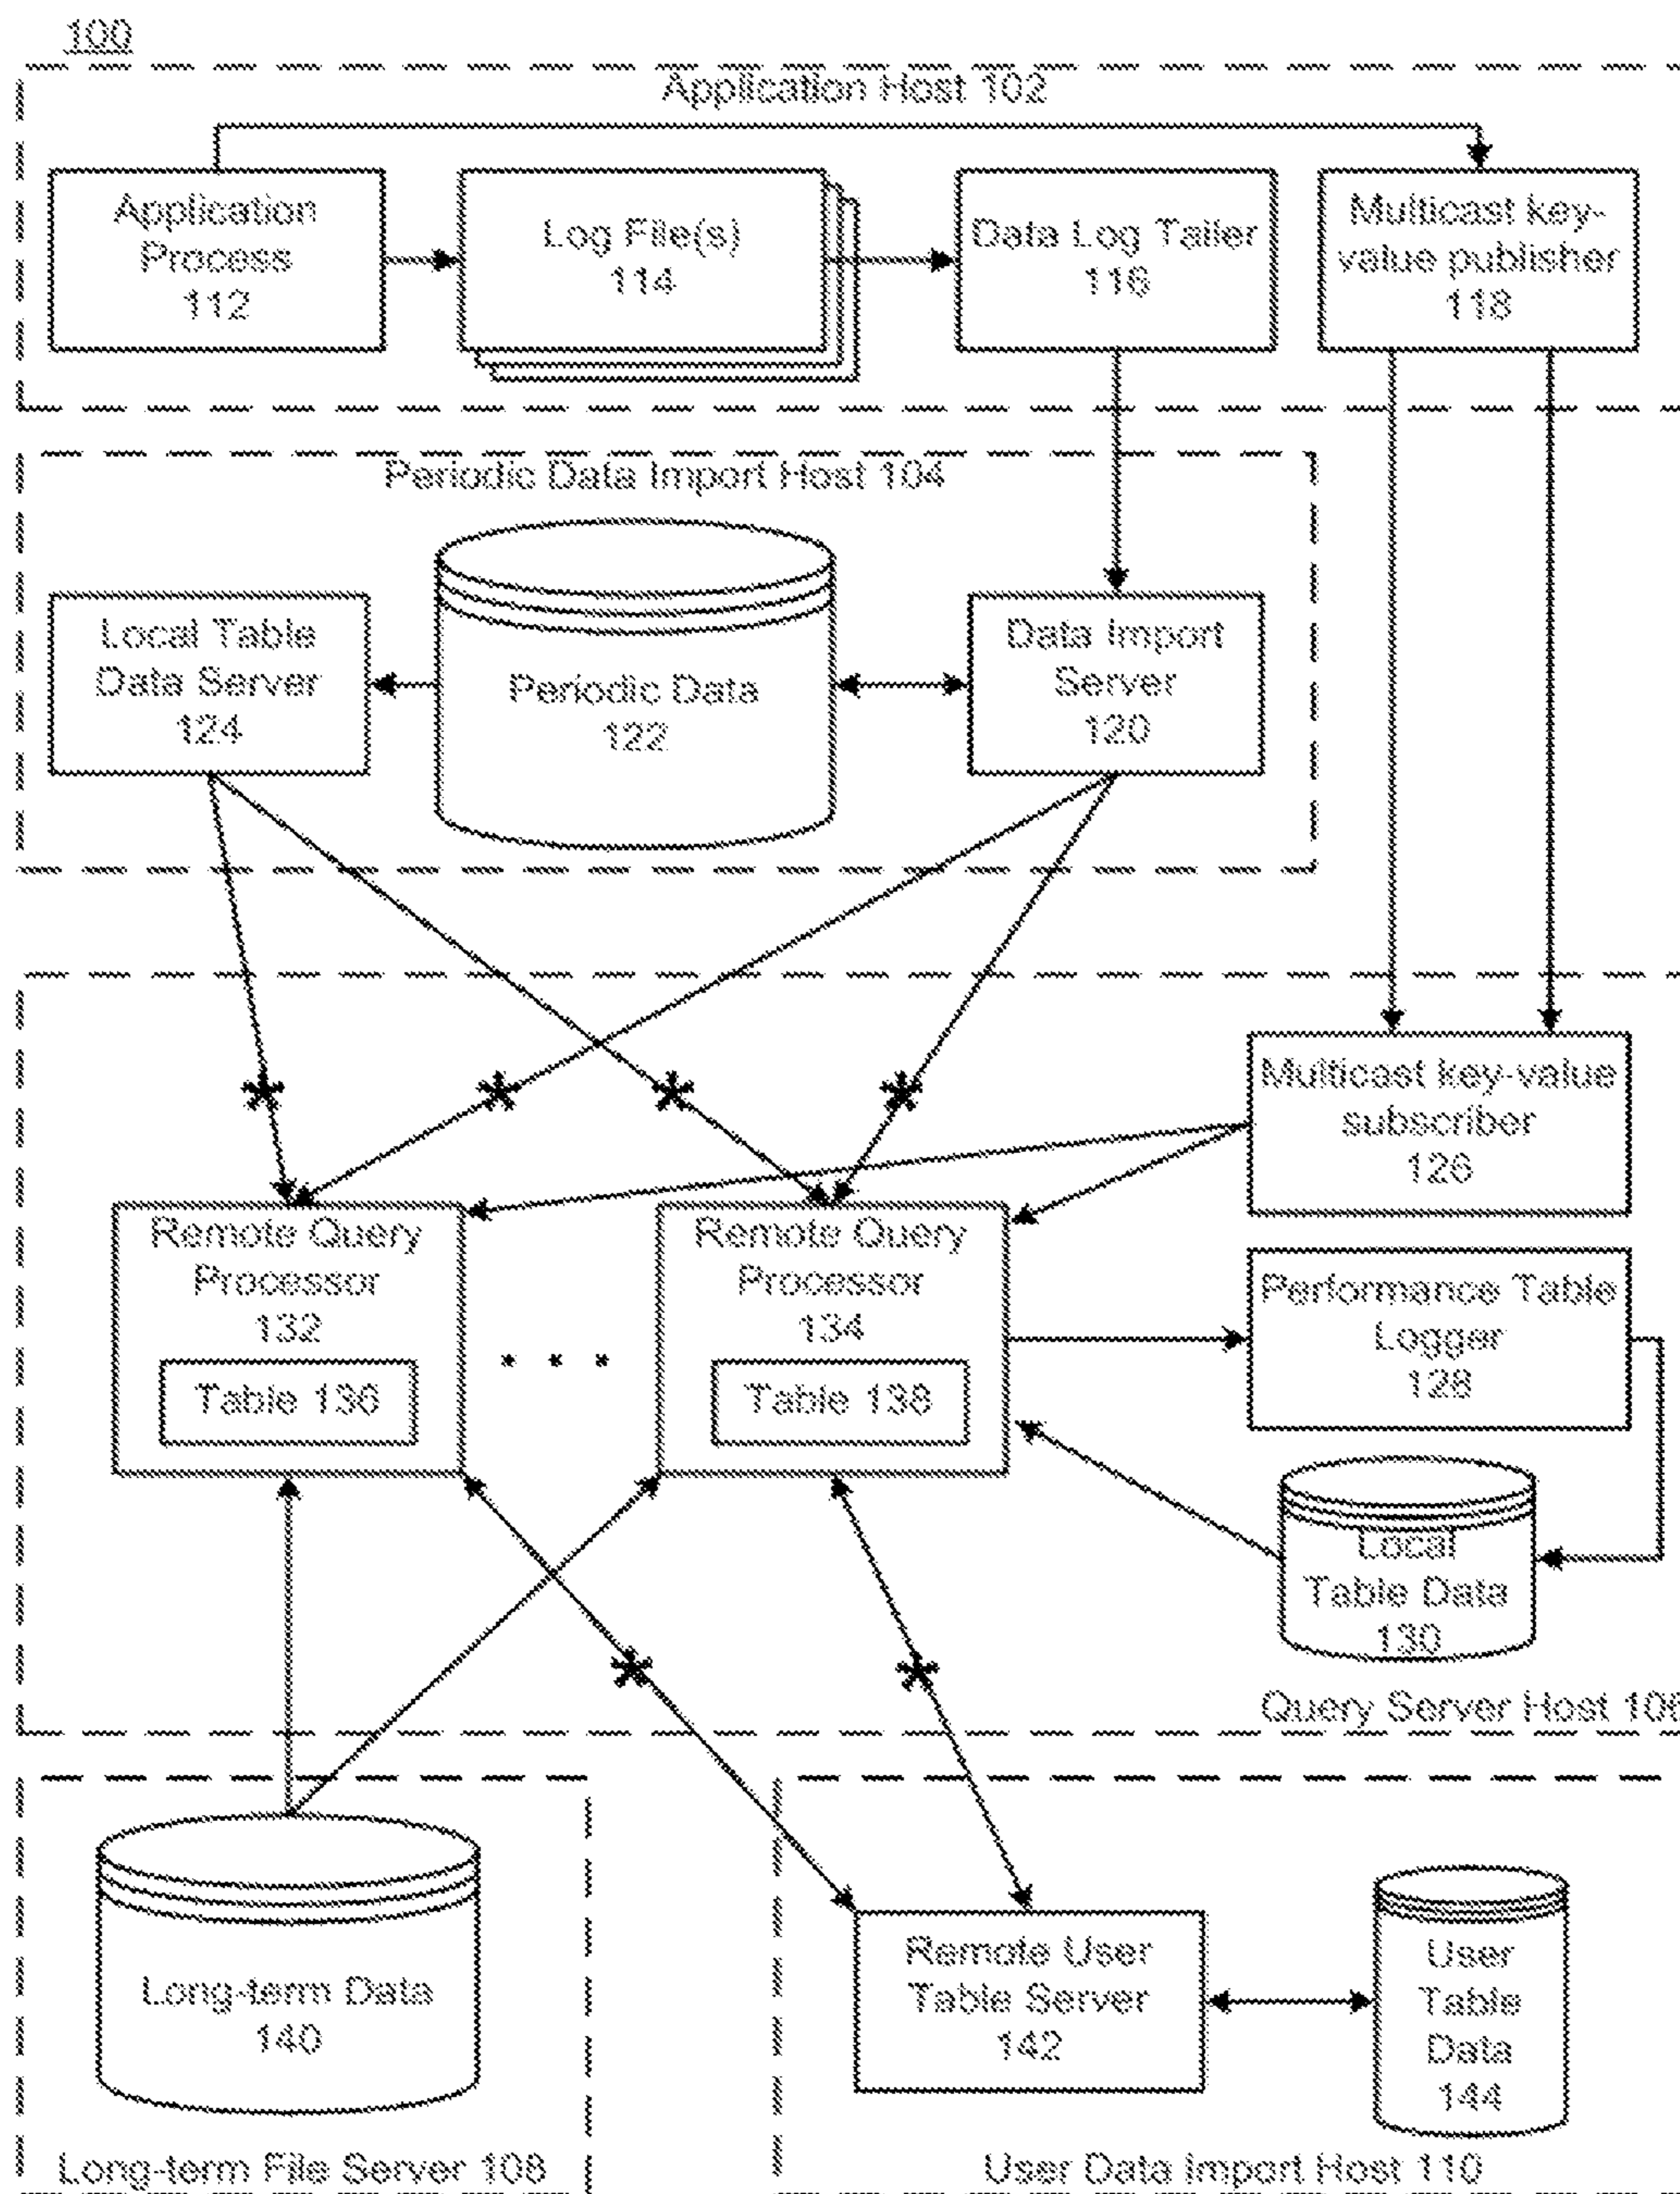 100
Application Host 102
Application
Process
112
Log File(s)
114
Data Log Tailer
116
Multicast key-
value publisher
118
Periodic Data Import Host 104
Local Table
Data Server
124
Periodic Data
122
Data Import
Server
120
Multicast key-value
subscriber
126
Remote Query
Processor
132
Table 136
Remote Query
Processor
134
Table 138
Performance Table
Logger
128
Local
Table Data
130
Query Server Host 106
Long-term Data
140
Long-term File Server 108
Remote User
Table Server
142
User
Table
Data
144
User Data Import Host 110